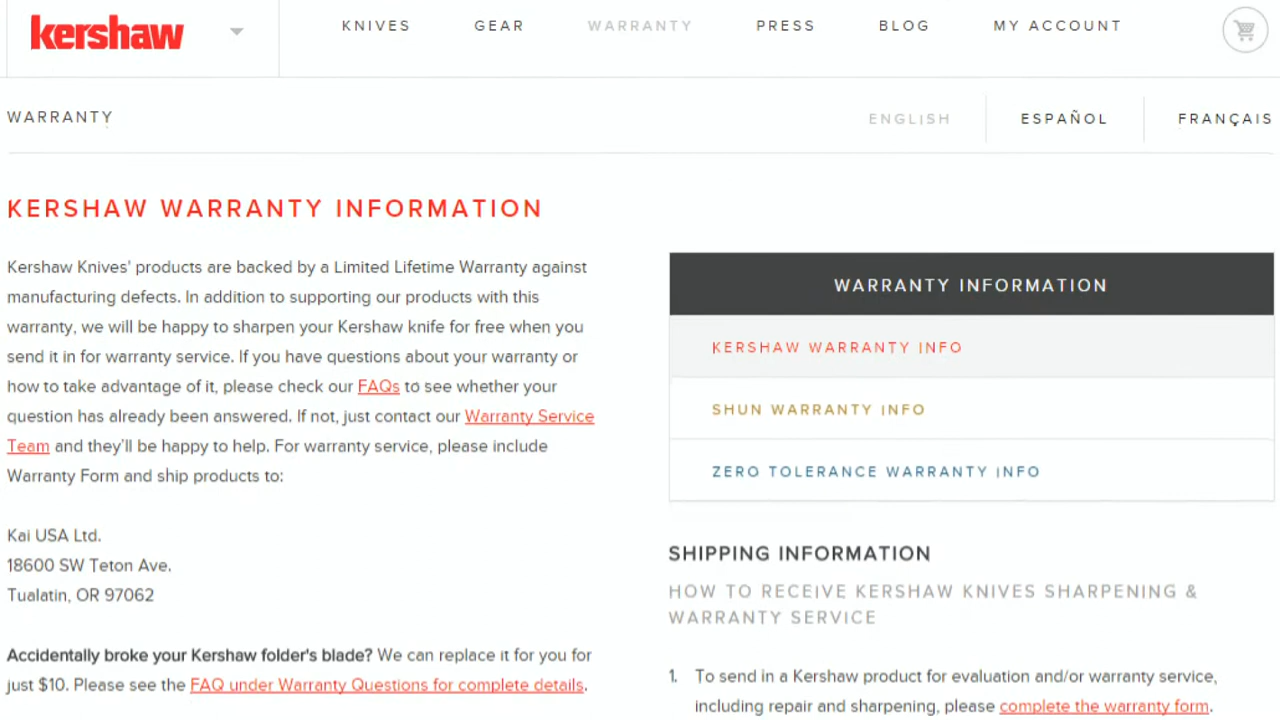 kershaw
KNIVES GEAR WARRANTY PRESS BLOG MY ACCOUNT
WARRANTY
ENGLISH ESPAÑOL FRANÇAIS
KERSHAW WARRANTY INFORMATION
Kershaw Knives' products are backed by a Limited Lifetime Warranty against
manufacturing defects. In addition to supporting our products with this
warranty, we will be happy to sharpen your Kershaw knife for free when you
send it in for warranty service. If you have questions about your warranty or
how to take advantage of it, please check our FAQs to see whether your
question has already been answered. If not, just contact our Warranty Service
Team and they'll be happy to help. For warranty service, please include
Warranty Form and ship products to:
Kai USA Ltd.
18600 SW Teton Ave.
Tualatin, OR 97062
Accidentally broke your Kershaw folder's blade? We can replace it for you for
just $10. Please see the FAQ under Warranty Questions for complete details.
WARRANTY INFORMATION
KERSHAW WARRANTY INFO
SHUN WARRANTY INFO
ZERO TOLERANCE WARRANTY INFO
SHIPPING INFORMATION
HOW TO RECEIVE KERSHAW KNIVES SHARPENING &
WARRANTY SERVICE
1. To send in a Kershaw product for evaluation and/or warranty service,
including repair and sharpening, please complete the warranty form.